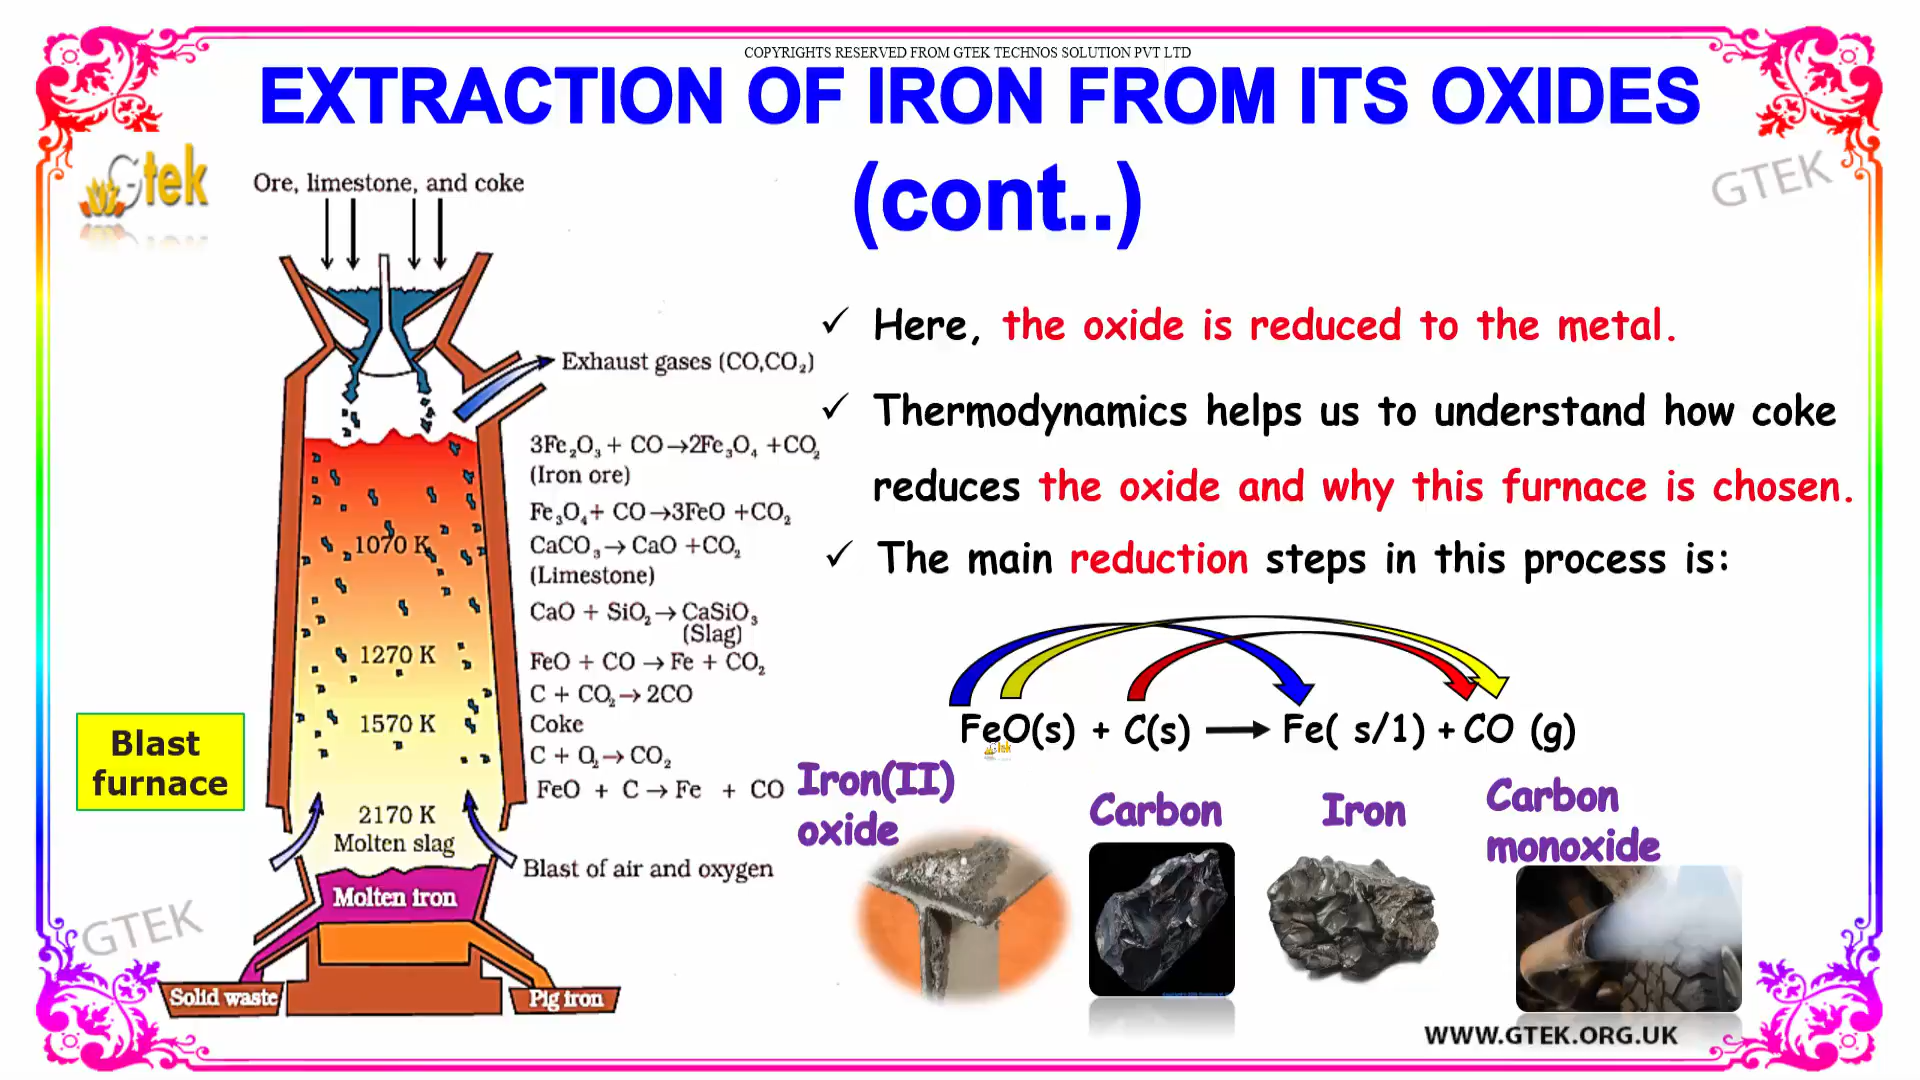 COPYRIGHTS RESERVED FROM GTEK TECHNOS SOLUTION PVT LTD
EXTRACTION OF IRON FROM ITS OXIDES
(cont..)
Gtek
GTEK
Ore, limestone, and coke
Exhaust gases (CO,CO₂)
3Fe₂O₃ + CO→2Fe₃O₄ +CO₂
(Iron ore)
Fe₃O₄+ CO→3FeO +CO₂
1070 K
CaCO₃→ CaO +CO₂
(Limestone)
CaO + SiO₂→ CaSiO₃
(Slag)
1270 K
FeO + CO → Fe + CO₂
C + CO₂→ 2CO
1570 K
Coke
C + O₂→ CO₂
FeO + C → Fe + CO
2170 K
Molten slag
Blast of air and oxygen
Molten iron
Solid waste
Pig iron
Blast
furnace
GTEK
✓ Here, the oxide is reduced to the metal.
✓ Thermodynamics helps us to understand how coke
reduces the oxide and why this furnace is chosen.
✓ The main reduction steps in this process is:
FeO(s) + C(s) → Fe( s/1) + CO (g)
Gtek
Iron(II)
oxide
Carbon
Iron
Carbon
monoxide
WWW.GTEK.ORG.UK